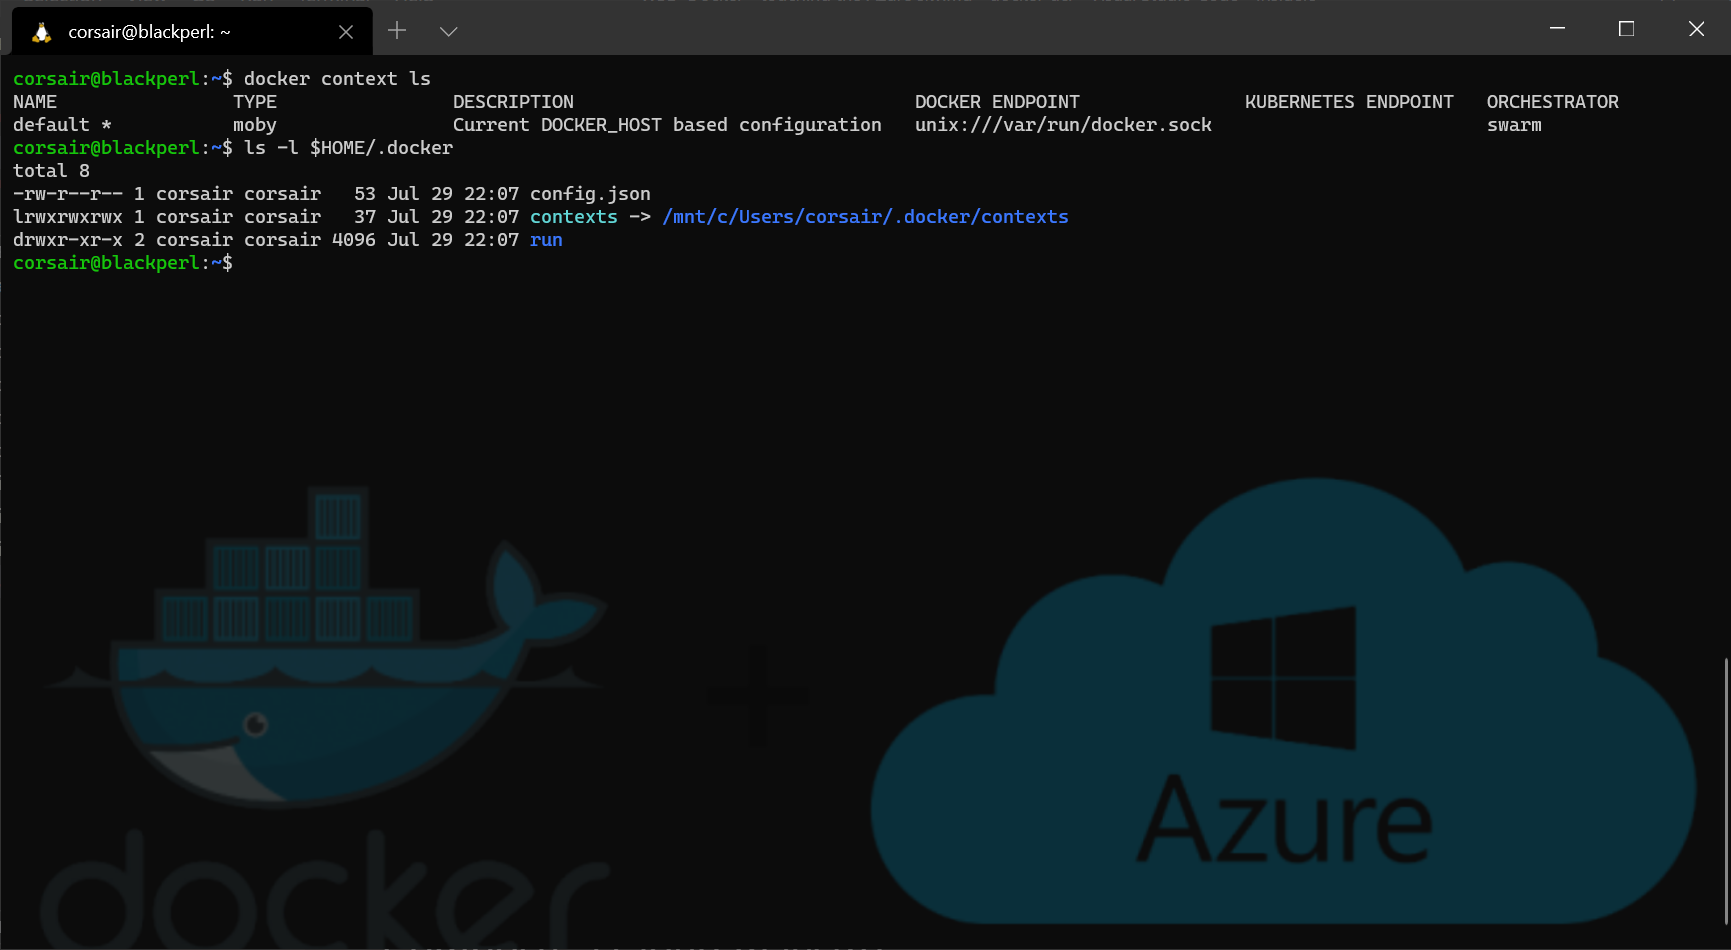 corsair@blackperl: ~
corsair@blackperl:~$ docker context ls
NAME TYPE DESCRIPTION DOCKER ENDPOINT KUBERNETES ENDPOINT ORCHESTRATOR
default * moby Current DOCKER_HOST based configuration unix:///var/run/docker.sock swarm
corsair@blackperl:~$ ls -l $HOME/.docker
total 8
-rw-r--r-- 1 corsair corsair 53 Jul 29 22:07 config.json
lrwxrwxrwx 1 corsair corsair 37 Jul 29 22:07 contexts -> /mnt/c/Users/corsair/.docker/contexts
drwxr-xr-x 2 corsair corsair 4096 Jul 29 22:07 run
corsair@blackperl:~$
Azure
docker